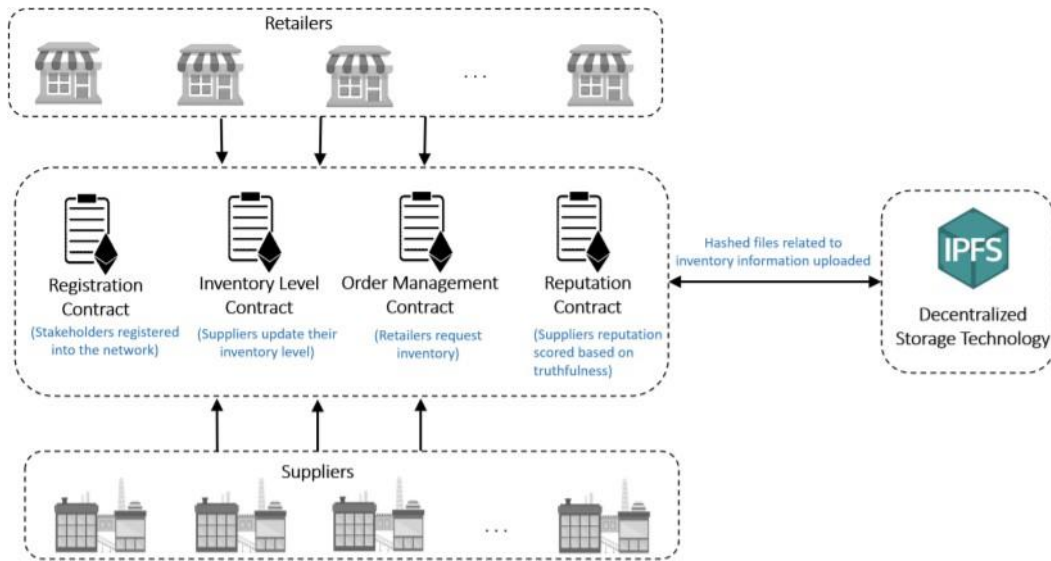 Retailers
. . .
Registration
Contract
(Stakeholders registered
into the network)
Inventory Level
Contract
(Suppliers update their
inventory level)
Order Management
Contract
(Retailers request
inventory)
Reputation
Contract
(Suppliers reputation
scored based on
truthfulness)
Hashed files related to
inventory information uploaded
IPFS
Decentralized
Storage Technology
Suppliers
. . .